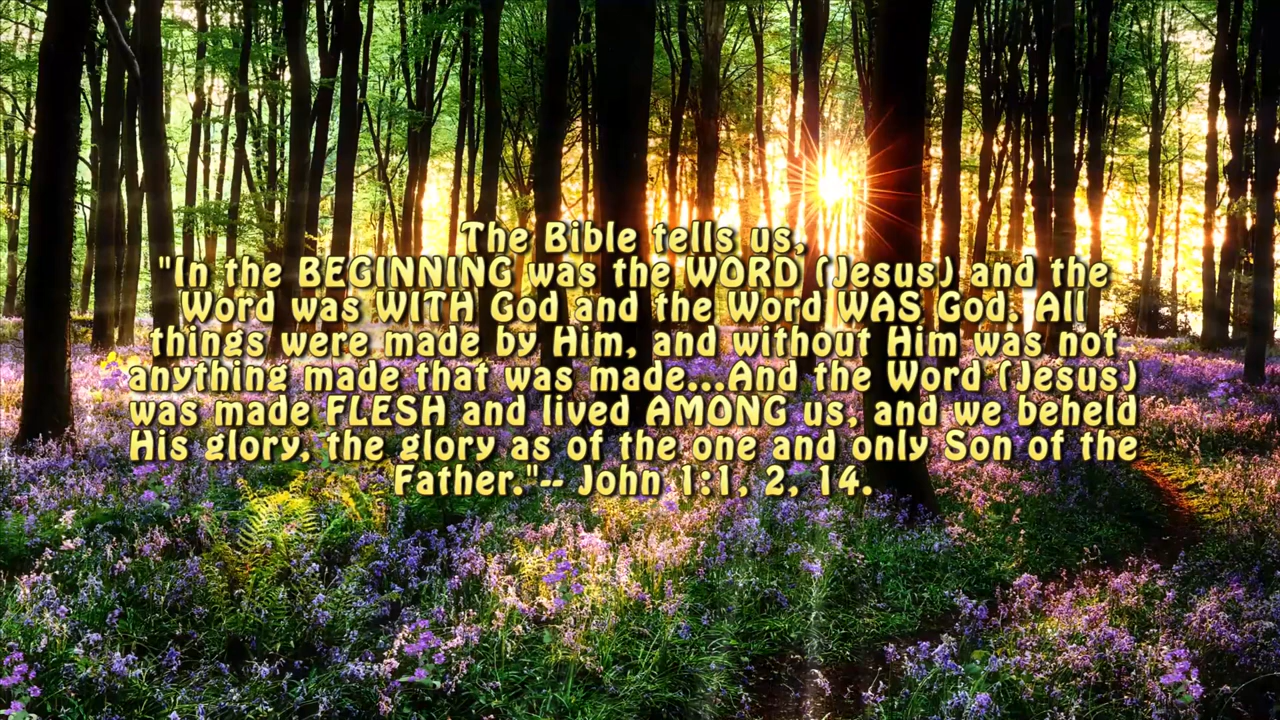 The Bible tells us,
"In the BEGINNING was the WORD (Jesus) and the
Word was WITH God and the Word WAS God. All
things were made by Him, and without Him was not
anything made that was made...And the Word (Jesus)
was made FLESH and lived AMONG us, and we beheld
His glory, the glory as of the one and only Son of the
Father."-- John 1:1, 2, 14.